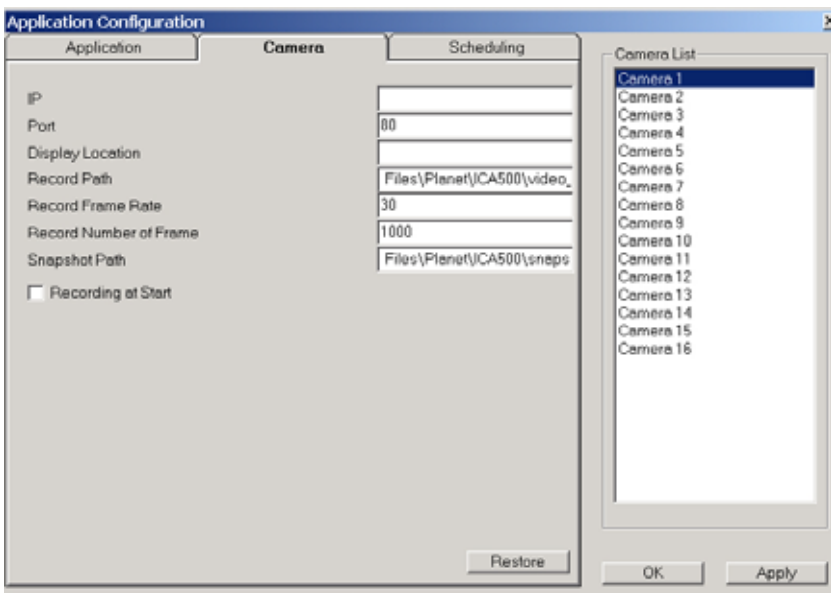 Application Configuration
Application
Camera
Scheduling
IP
Port
80
Display Location
Record Path
Files\Planet\ICA500\video_
Record Frame Rate
30
Record Number of Frame
1000
Snapshot Path
Files\Planet\ICA500\snaps
Recording at Start
Restore
Camera List
Camera 1
Camera 2
Camera 3
Camera 4
Camera 5
Camera 6
Camera 7
Camera 8
Camera 9
Camera 10
Camera 11
Camera 12
Camera 13
Camera 14
Camera 15
Camera 16
OK
Apply